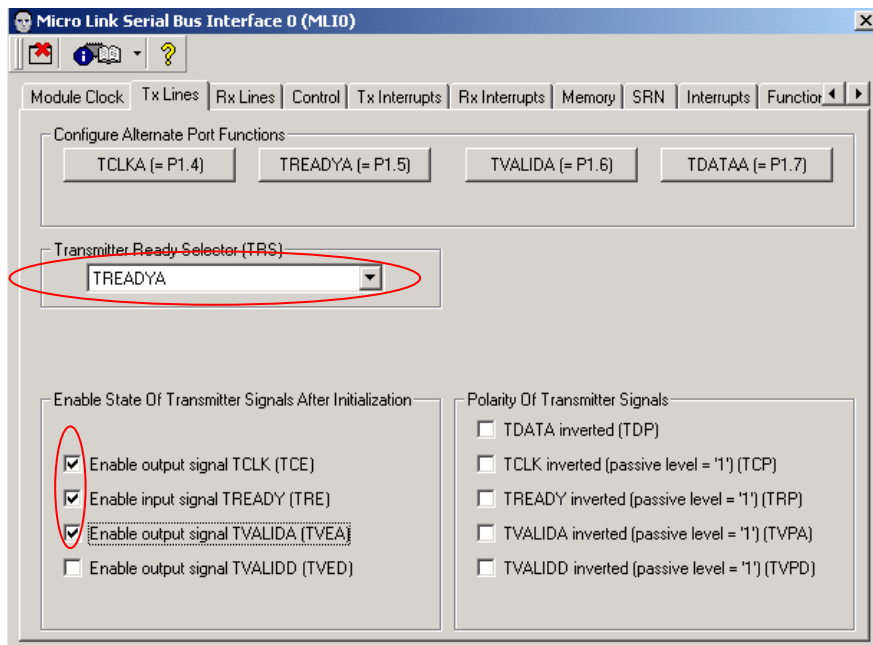 Micro Link Serial Bus Interface 0 (MLI0)
Module Clock Tx Lines Rx Lines Control Tx Interrupts Rx Interrupts Memory SRN Interrupts Function
Configure Alternate Port Functions
TCLKA (= P1.4) TREADYA (= P1.5) TVALIDA (= P1.6) TDATAA (= P1.7)
Transmitter Ready Selector (TRS)
TREADYA
Enable State Of Transmitter Signals After Initialization
Enable output signal TCLK (TCE)
Enable input signal TREADY (TRE)
Enable output signal TVALIDA (TVEA)
Enable output signal TVALIDD (TVED)
Polarity Of Transmitter Signals
TDATA inverted (TDP)
TCLK inverted (passive level = '1') (TCP)
TREADY inverted (passive level = '1') (TRP)
TVALIDA inverted (passive level = '1') (TVPA)
TVALIDD inverted (passive level = '1') (TVPD)